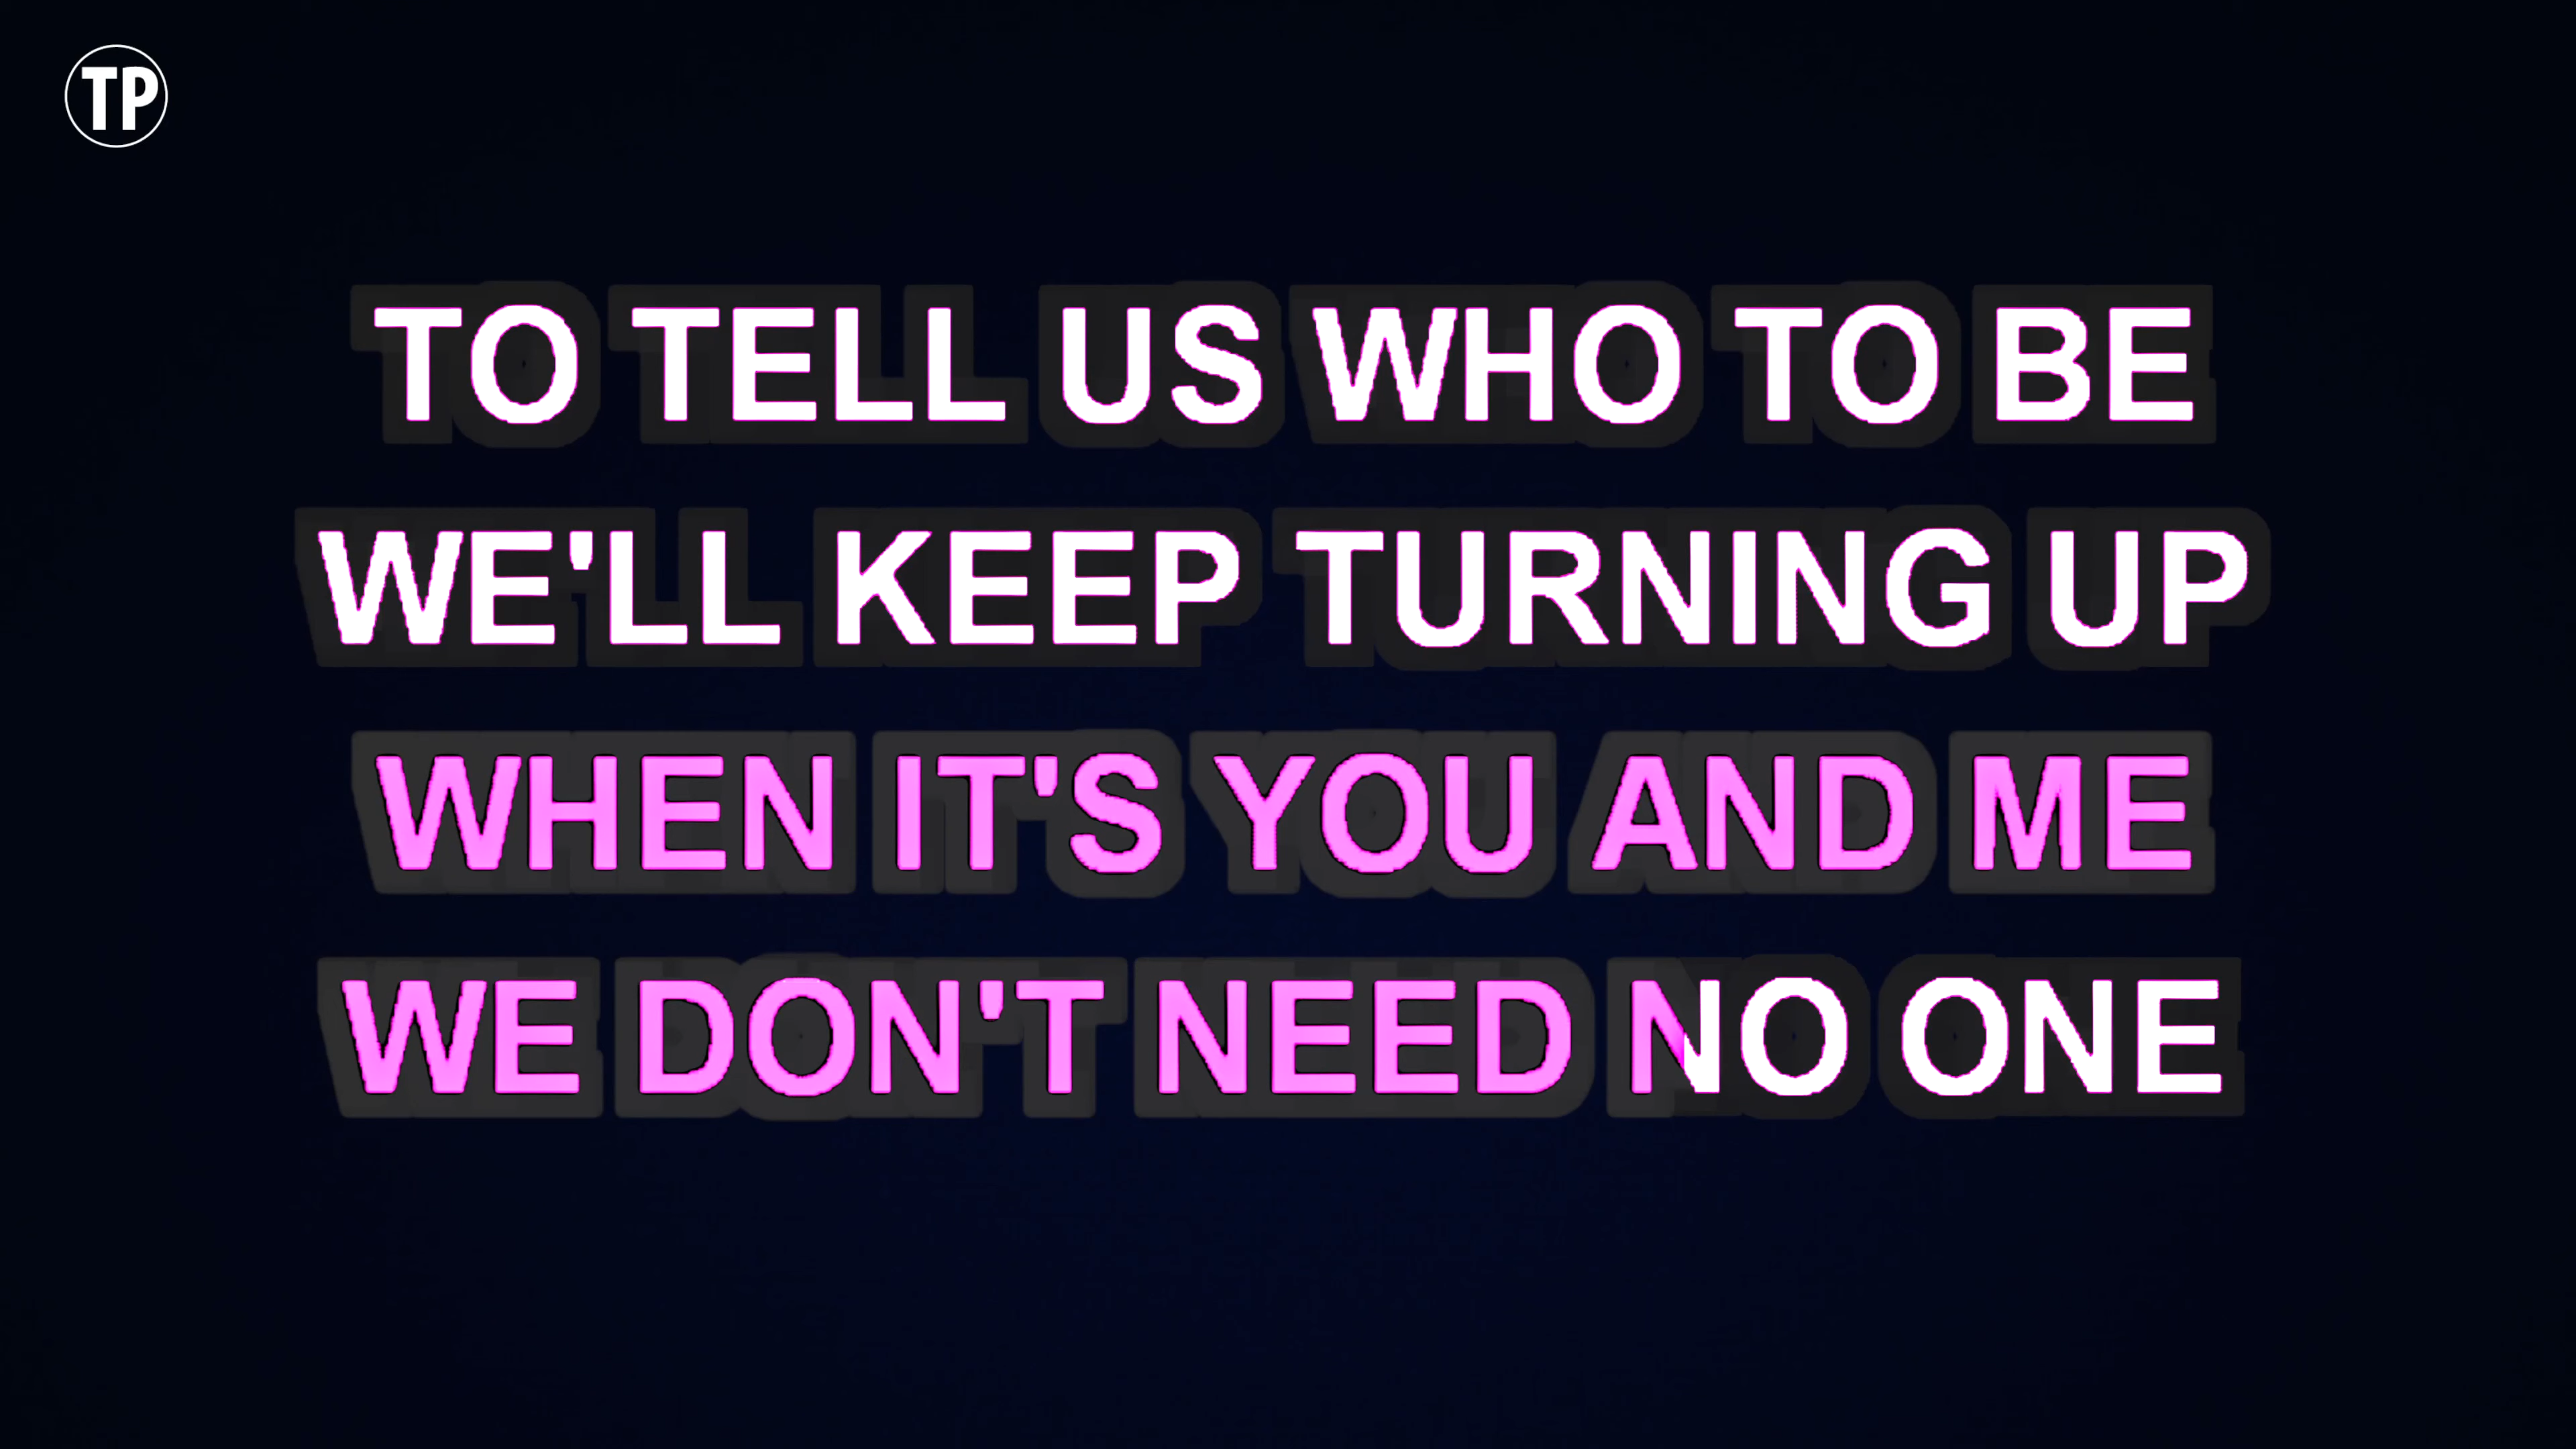 TP
TO TELL US WHO TO BE
WE'LL KEEP TURNING UP
WHEN IT'S YOU AND ME
WE DON'T NEED NO ONE